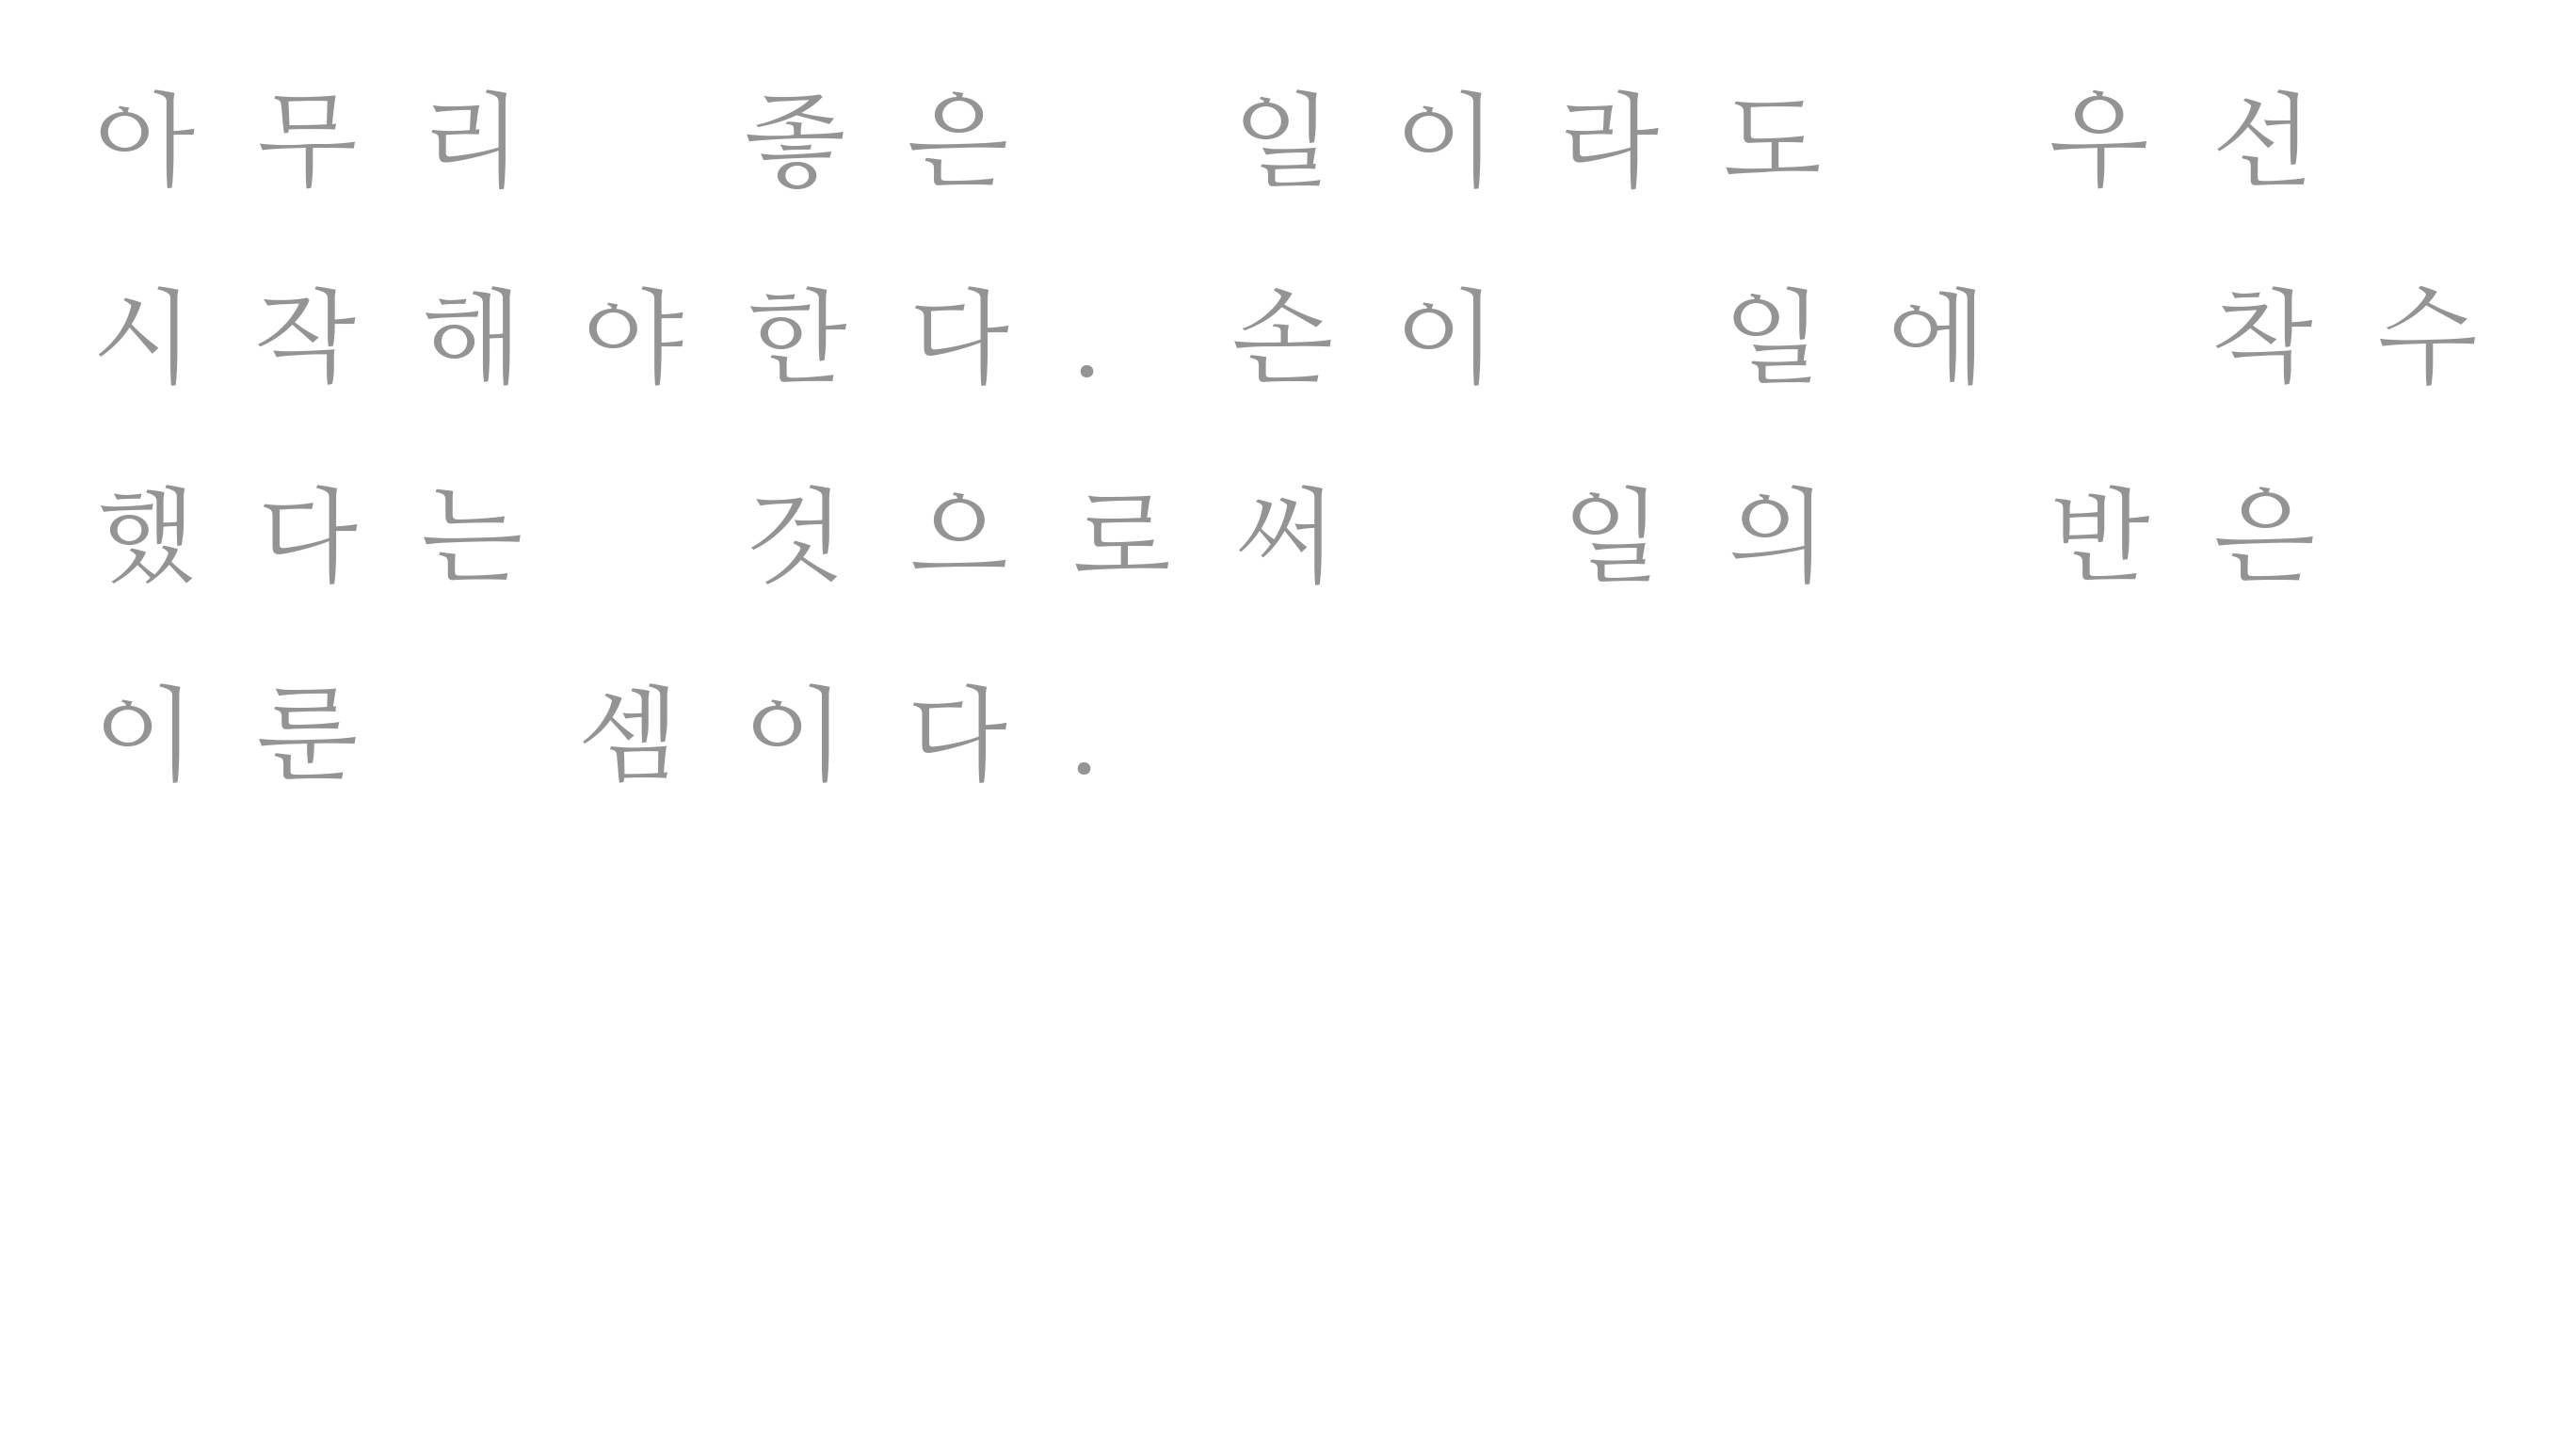 아무리 좋은 일이라도 우선
시작해야한다. 손이 일에 착수
했다는 것으로써 일의 반은
이룬 셈이다.